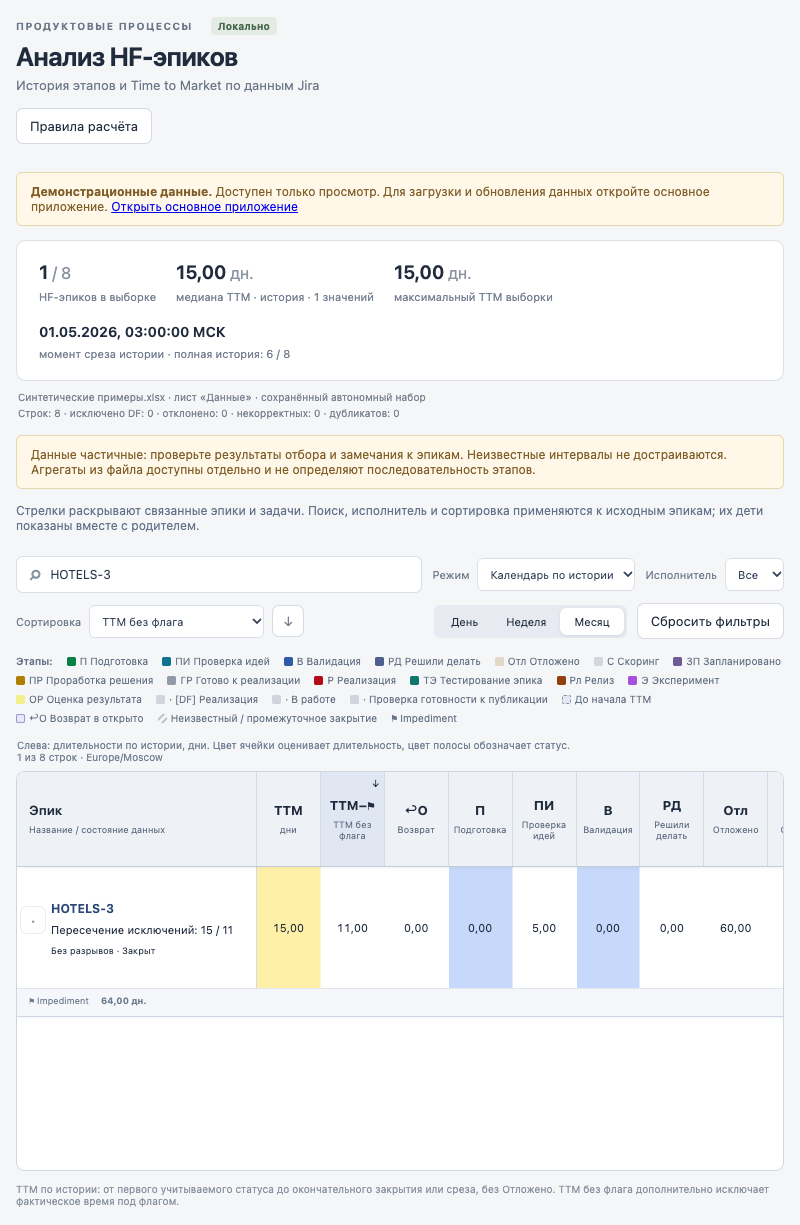 ПРОДУКТОВЫЕ ПРОЦЕССЫ Локально
Анализ HF-эпиков
История этапов и Time to Market по данным Jira
Правила расчёта
Демонстрационные данные. Доступен только просмотр. Для загрузки и обновления данных откройте основное
приложение. Открыть основное приложение
1 / 8 15,00 дн. 15,00 дн.
HF-эпиков в выборке медиана ТТМ · история · 1 значений максимальный ТТМ выборки
01.05.2026, 03:00:00 МСК
момент среза истории · полная история: 6 / 8
Синтетические примеры.xlsx · лист «Данные» · сохранённый автономный набор
Строк: 8 · исключено DF: 0 · отклонено: 0 · некорректных: 0 · дубликатов: 0
Данные частичные: проверьте результаты отбора и замечания к эпикам. Неизвестные интервалы не достраиваются.
Агрегаты из файла доступны отдельно и не определяют последовательность этапов.
Стрелки раскрывают связанные эпики и задачи. Поиск, исполнитель и сортировка применяются к исходным эпикам; их дети
показаны вместе с родителем.
HOTELS-3 Режим Календарь по истории Исполнитель Все
Сортировка ТТМ без флага ↓ День Неделя Месяц Сбросить фильтры
Этапы: П Подготовка ПИ Проверка идей В Валидация РД Решили делать Отл Отложено С Скоринг ЗП Запланировано
ПР Проработка решения ГР Готово к реализации Р Реализация ТЭ Тестирование эпика Рл Релиз Э Эксперимент
ОР Оценка результата · [DF] Реализация · В работе · Проверка готовности к публикации До начала ТТМ
↩О Возврат в открыто Неизвестный / промежуточное закрытие ⚑ Impediment
Слева: длительности по истории, дни. Цвет ячейки оценивает длительность, цвет полосы обозначает статус.
1 из 8 строк · Europe/Moscow
↓
Эпик ТТМ ТТМ−⚑ ↩О П ПИ В РД Отл
Название / состояние данных дни ТТМ без флага Возврат Подготовка Проверка идей Валидация Решили делать Отложено
HOTELS-3
Пересечение исключений: 15 / 11 15,00 11,00 0,00 0,00 5,00 0,00 0,00 60,00
Без разрывов · Закрыт
⚑ Impediment 64,00 дн.
ТТМ по истории: от первого учитываемого статуса до окончательного закрытия или среза, без Отложено. ТТМ без флага дополнительно исключает
фактическое время под флагом.